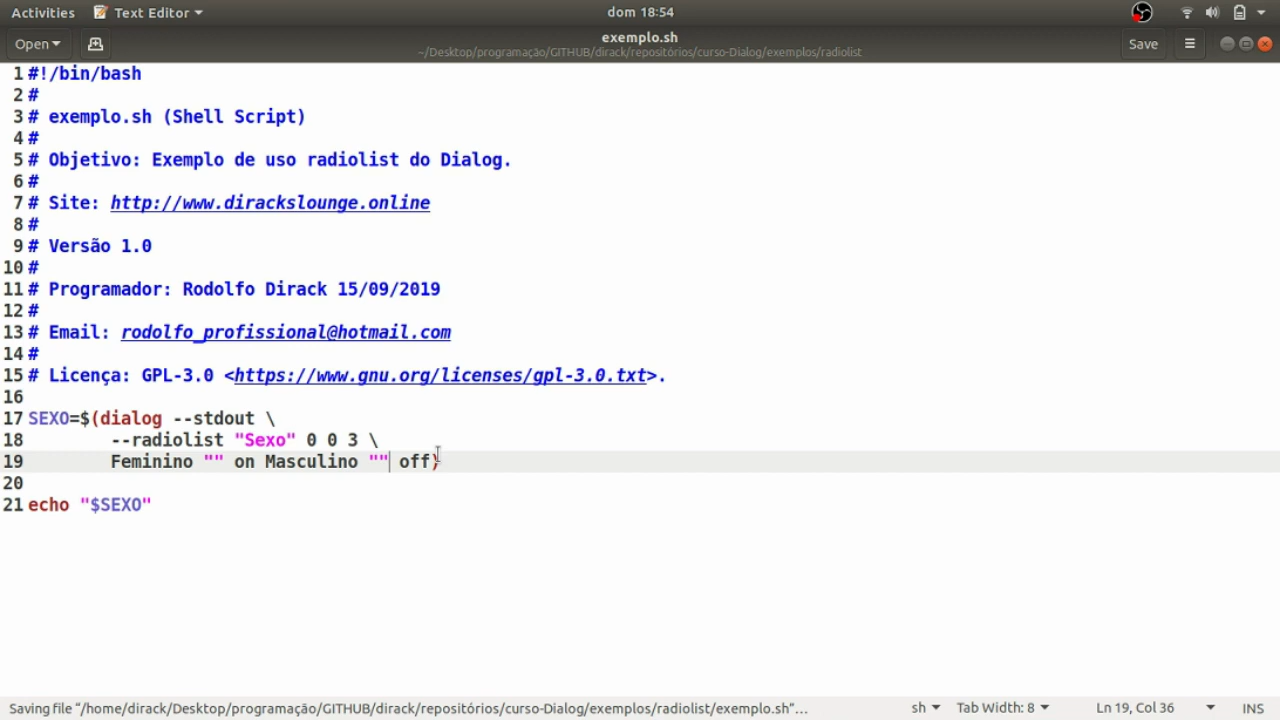 Activities Text Editor dom 18:54
Open exemplo.sh Save
~/Desktop/programação/GITHUB/dirack/repositórios/curso-Dialog/exemplos/radiolist
1 #!/bin/bash
2 #
3 # exemplo.sh (Shell Script)
4 #
5 # Objetivo: Exemplo de uso radiolist do Dialog.
6 #
7 # Site: http://www.dirackslounge.online
8 #
9 # Versão 1.0
10 #
11 # Programador: Rodolfo Dirack 15/09/2019
12 #
13 # Email: rodolfo_profissional@hotmail.com
14 #
15 # Licença: GPL-3.0 <https://www.gnu.org/licenses/gpl-3.0.txt>.
16
17 SEXO=$(dialog --stdout \
18 --radiolist "Sexo" 0 0 3 \
19 Feminino "" on Masculino "" off)
20
21 echo "$SEXO"
Saving file “/home/dirack/Desktop/programação/GITHUB/dirack/repositórios/curso-Dialog/exemplos/radiolist/exemplo.sh”… sh Tab Width: 8 Ln 19, Col 36 INS